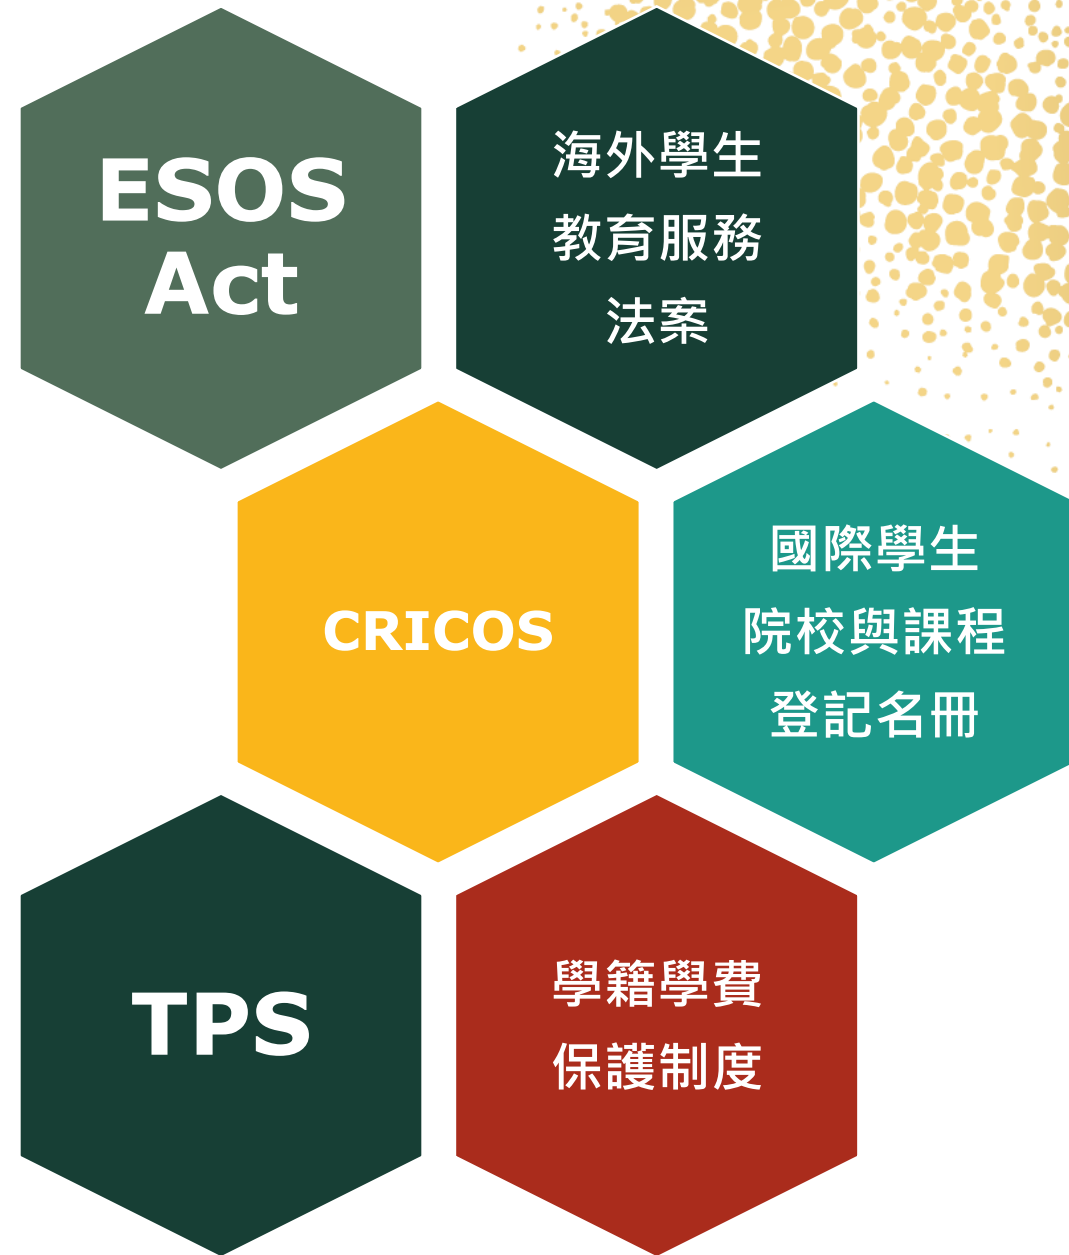 ESOS
Act
海外學生
教育服務
法案
CRICOS
國際學生
院校與課程
登記名冊
TPS
學籍學費
保護制度